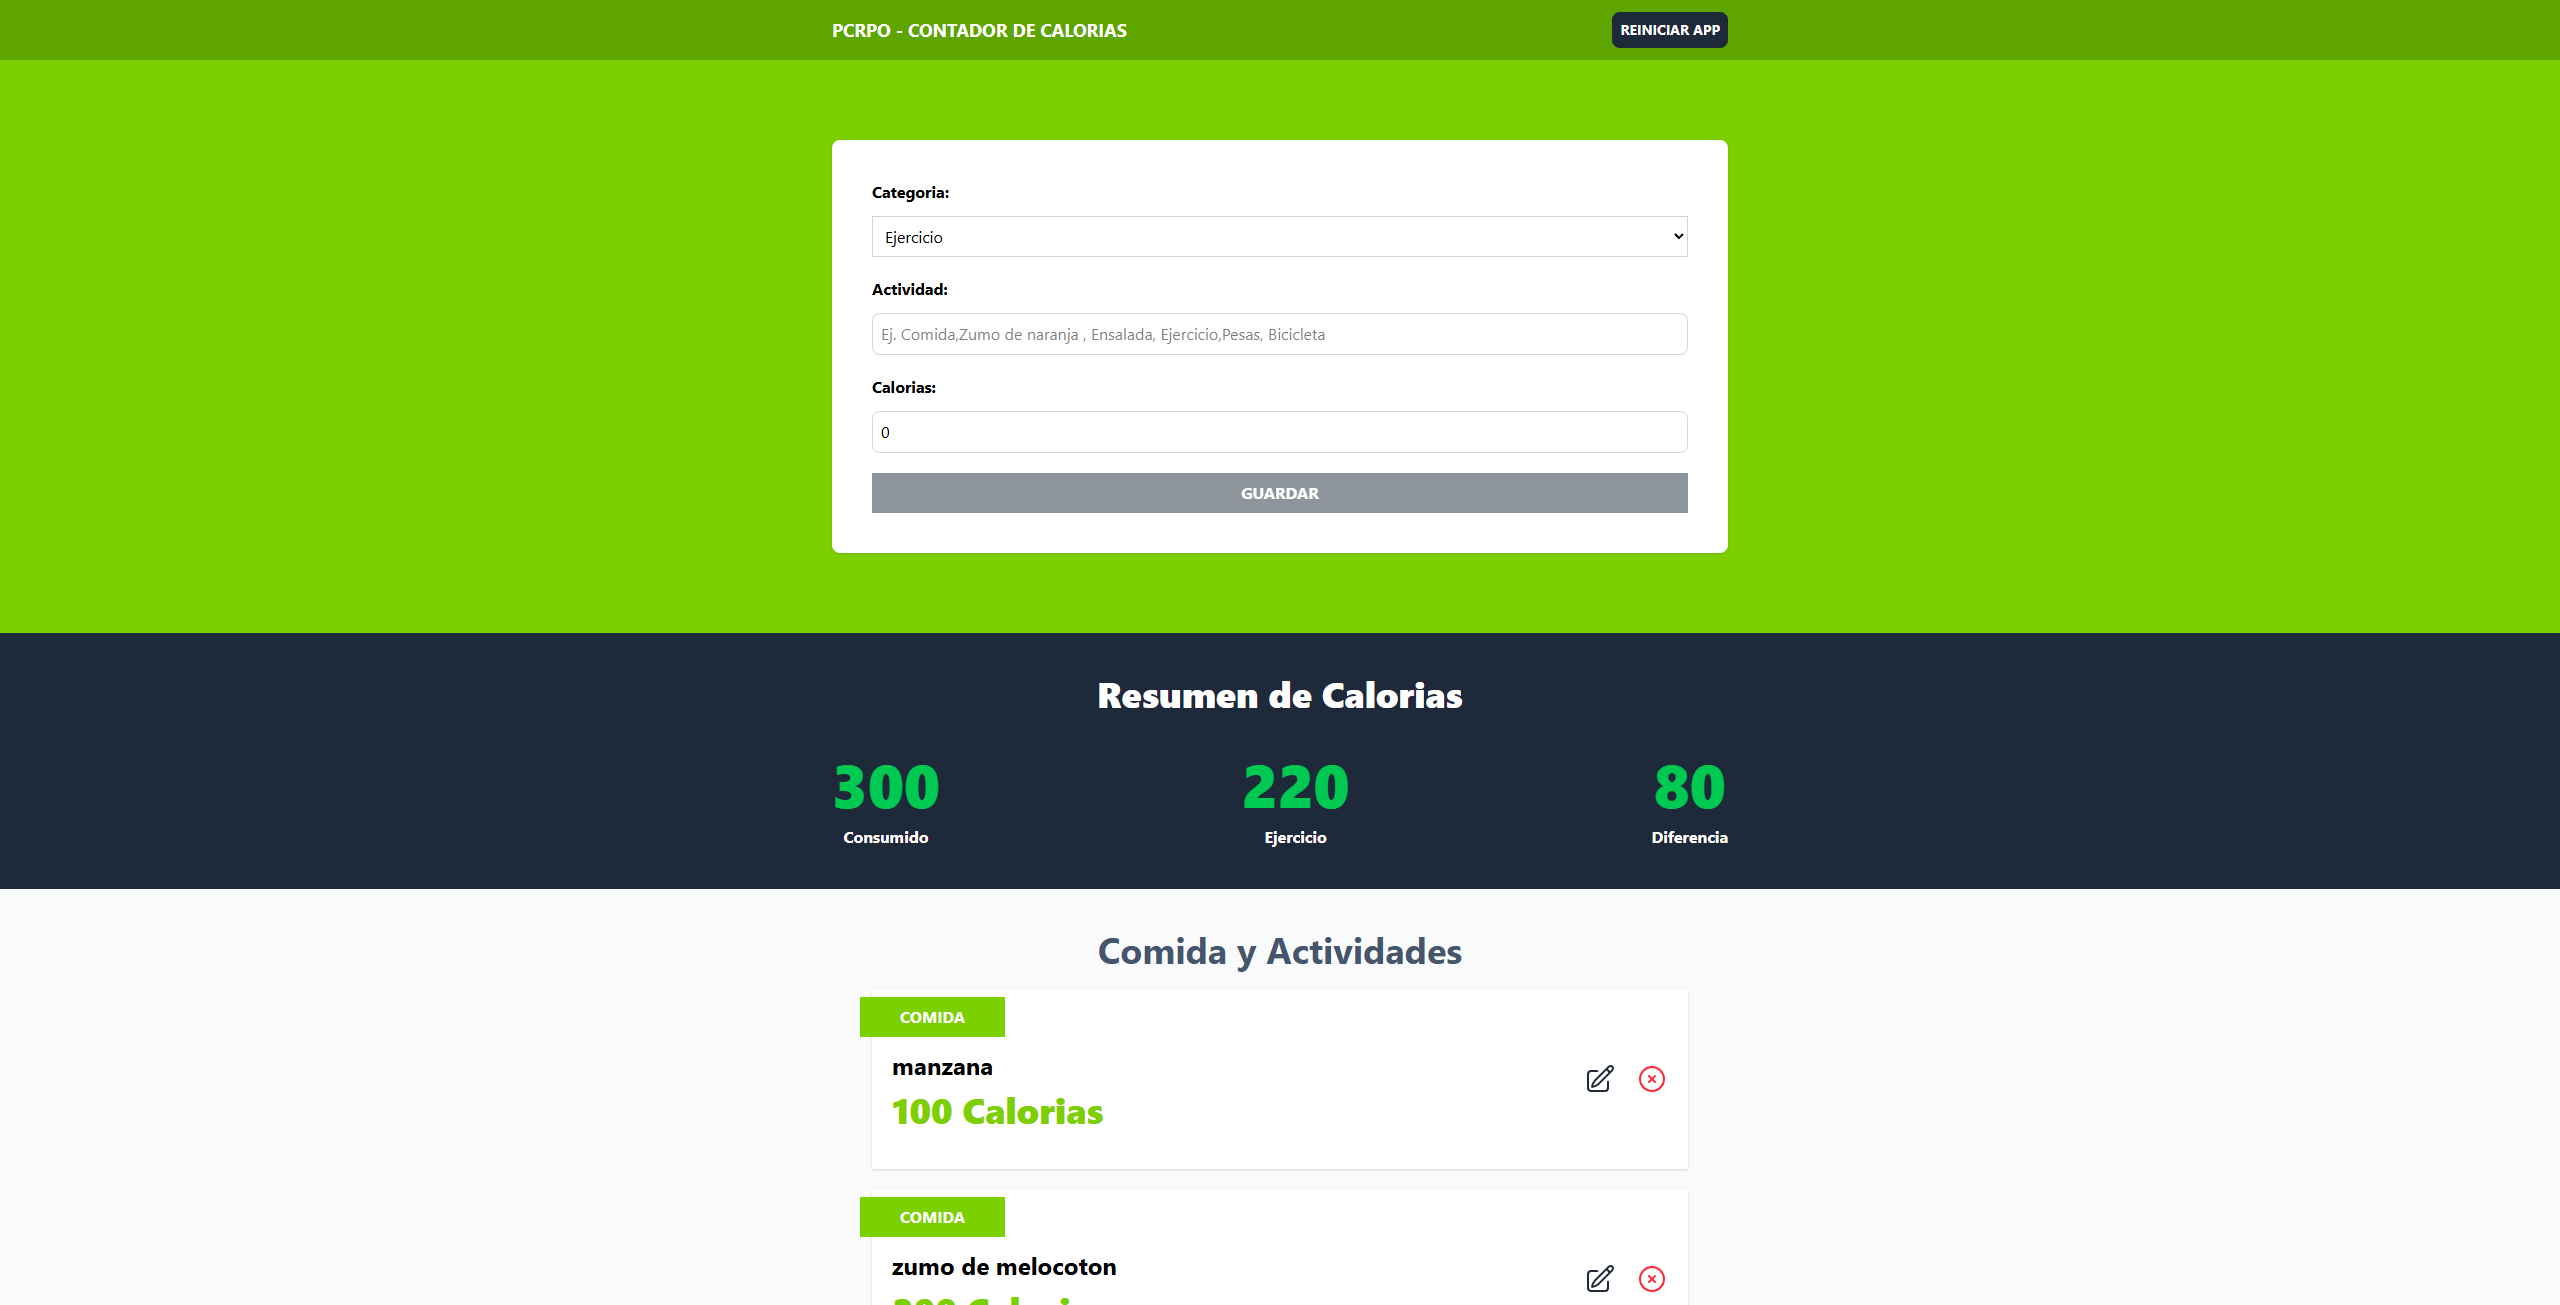 PCRPO - CONTADOR DE CALORIAS
REINICIAR APP
Categoria:
Ejercicio
Actividad:
Ej. Comida,Zumo de naranja , Ensalada, Ejercicio,Pesas, Bicicleta
Calorias:
0
GUARDAR
Resumen de Calorias
300
Consumido
220
Ejercicio
80
Diferencia
Comida y Actividades
COMIDA
manzana
100 Calorias
COMIDA
zumo de melocoton